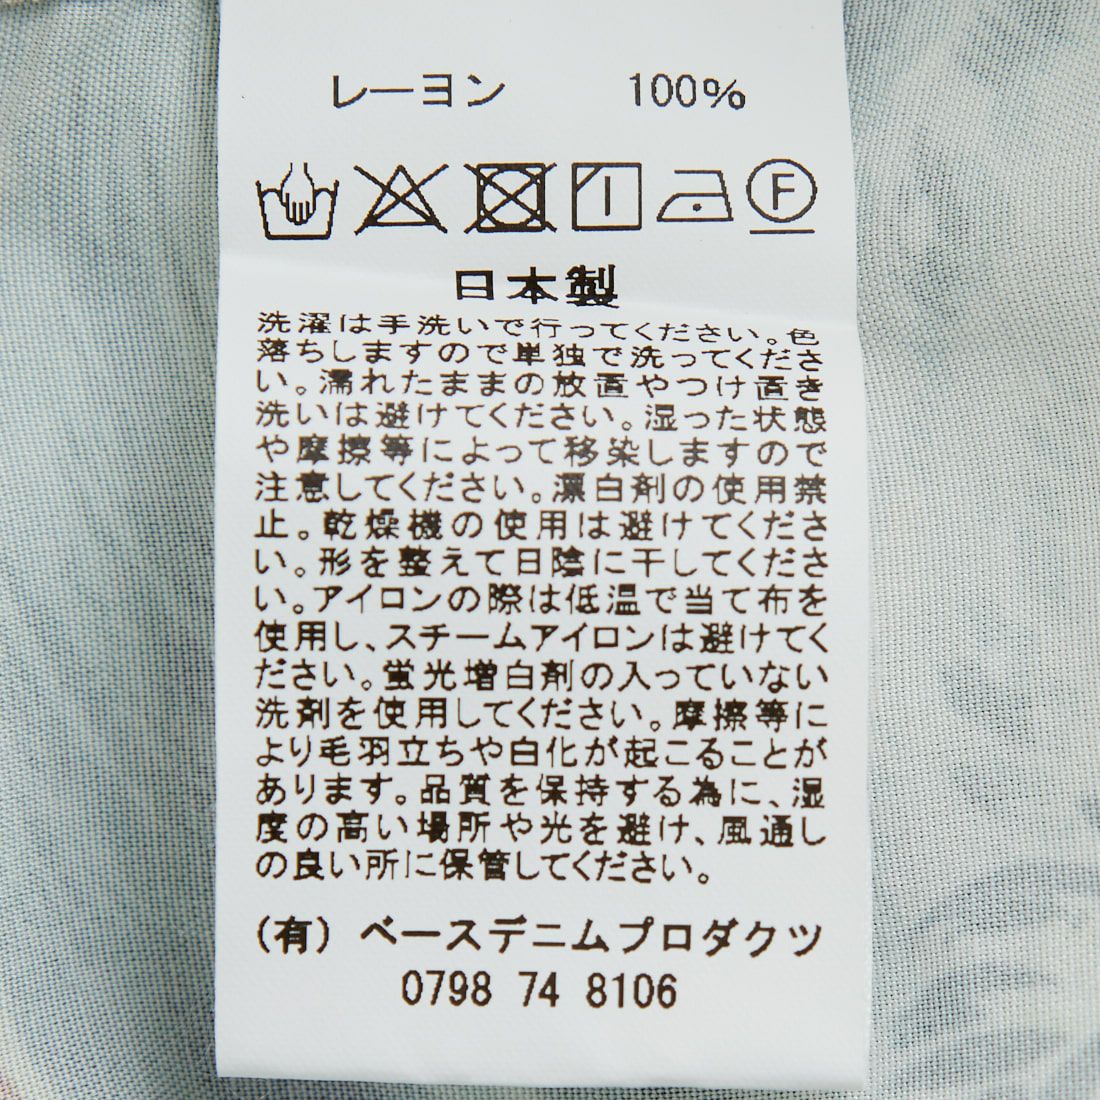 レーヨン 100%
F
日本製
洗濯は手洗いで行ってください。色
落ちしますので単独で洗ってくださ
い。濡れたままの放置やつけ置き
洗いは避けてください。湿った状態
や摩擦等によって移染しますので
注意してください。漂白剤の使用禁
止。乾燥機の使用は避けてくださ
い。形を整えて日陰に干してくださ
い。アイロンの際は低温で当て布を
使用し、スチームアイロンは避けてく
ださい。蛍光増白剤の入っていない
洗剤を使用してください。摩擦等に
より毛羽立ちや白化が起こることが
あります。品質を保持する為に、湿
度の高い場所や光を避け、風通し
の良い所に保管してください。
(有) ベースデニムプロダクツ
0798 74 8106